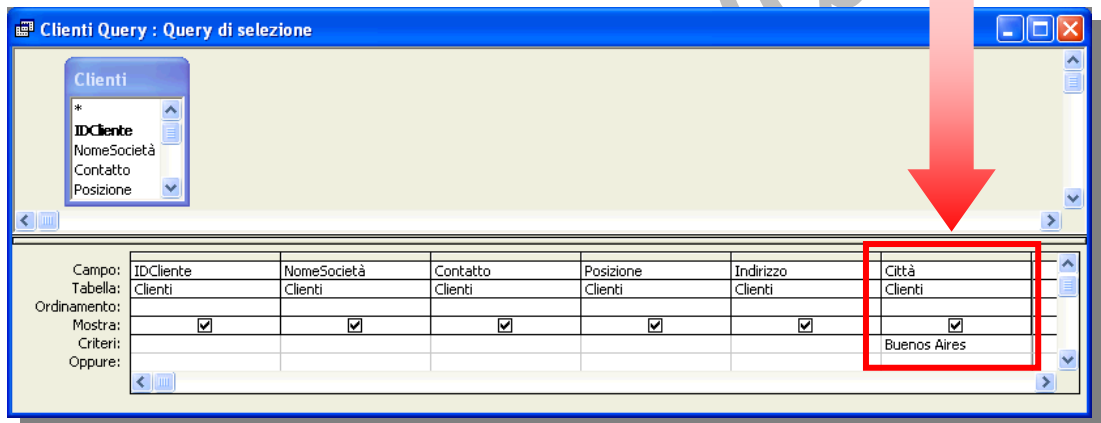 Clienti Query : Query di selezione
Clienti
*
IDCliente
NomeSocietà
Contatto
Posizione
Campo: IDCliente NomeSocietà Contatto Posizione Indirizzo Città
Tabella: Clienti Clienti Clienti Clienti Clienti Clienti
Ordinamento:
Mostra:
Criteri: Buenos Aires
Oppure: